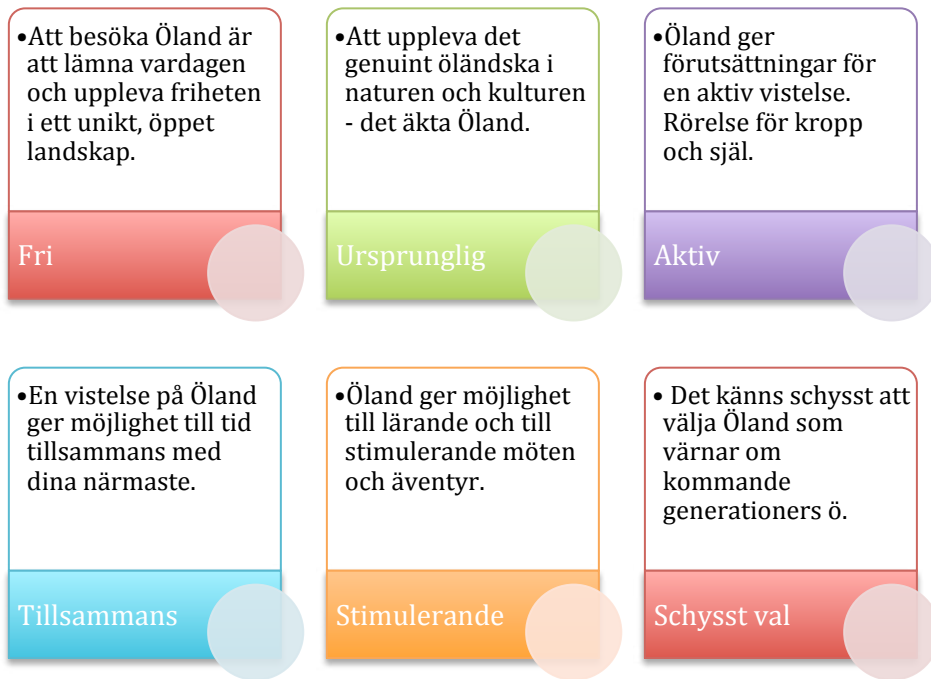 •Att besöka Öland är
att lämna vardagen
och uppleva friheten
i ett unikt, öppet
landskap.
Fri
•Att uppleva det
genuint öländska i
naturen och kulturen
- det äkta Öland.
Ursprunglig
•Öland ger
förutsättningar för
en aktiv vistelse.
Rörelse för kropp
och själ.
Aktiv
•En vistelse på Öland
ger möjlighet till tid
tillsammans med
dina närmaste.
Tillsammans
•Öland ger möjlighet
till lärande och till
stimulerande möten
och äventyr.
Stimulerande
• Det känns schysst att
välja Öland som
värnar om
kommande
generationers ö.
Schysst val